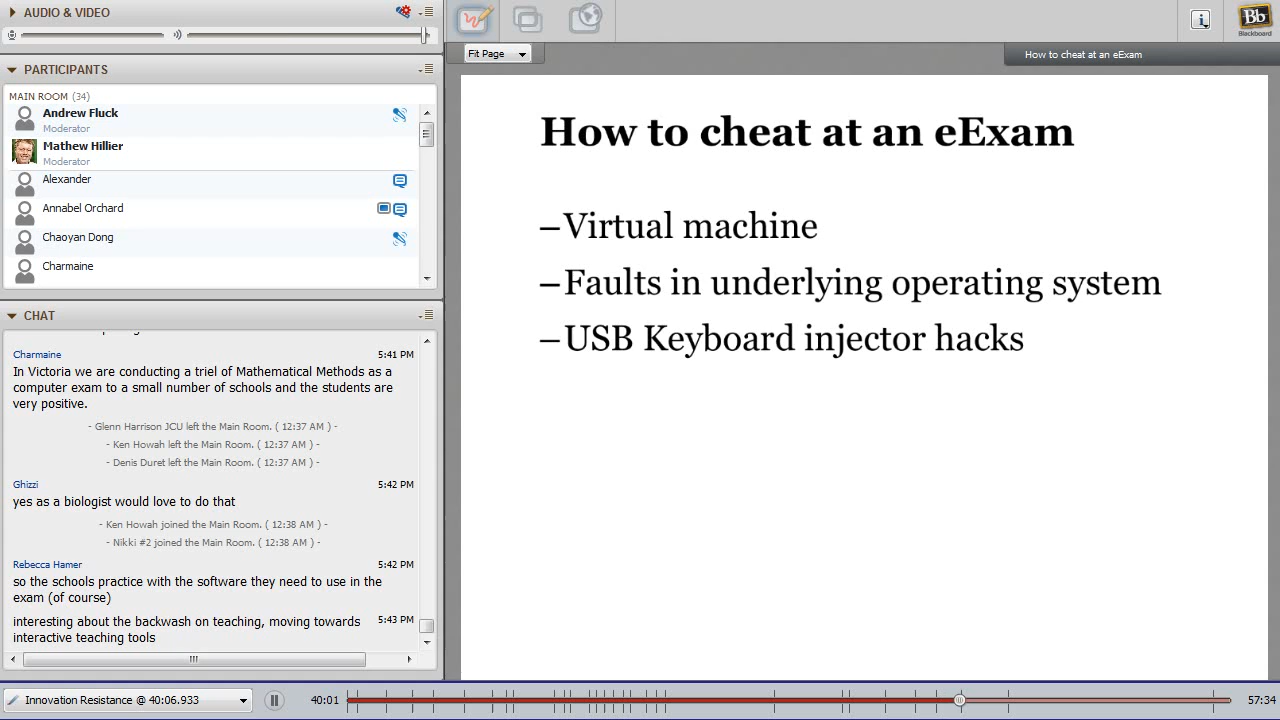 AUDIO & VIDEO
PARTICIPANTS
MAIN ROOM (34)
Andrew Fluck
Moderator
Mathew Hillier
Moderator
Alexander
Annabel Orchard
Chaoyan Dong
Charmaine
CHAT
Charmaine 5:41 PM
In Victoria we are conducting a triel of Mathematical Methods as a
computer exam to a small number of schools and the students are
very positive.
- Glenn Harrison JCU left the Main Room. ( 12:37 AM ) -
- Ken Howah left the Main Room. ( 12:37 AM ) -
- Denis Duret left the Main Room. ( 12:37 AM ) -
Ghizzi 5:42 PM
yes as a biologist would love to do that
- Ken Howah joined the Main Room. ( 12:38 AM ) -
- Nikki #2 joined the Main Room. ( 12:38 AM ) -
Rebecca Hamer 5:42 PM
so the schools practice with the software they need to use in the
exam (of course)
interesting about the backwash on teaching, moving towards 5:43 PM
interactive teaching tools
Bb
Blackboard
Fit Page
How to cheat at an eExam
How to cheat at an eExam
–Virtual machine
–Faults in underlying operating system
–USB Keyboard injector hacks
Innovation Resistance @ 40:06.933
40:01
57:34